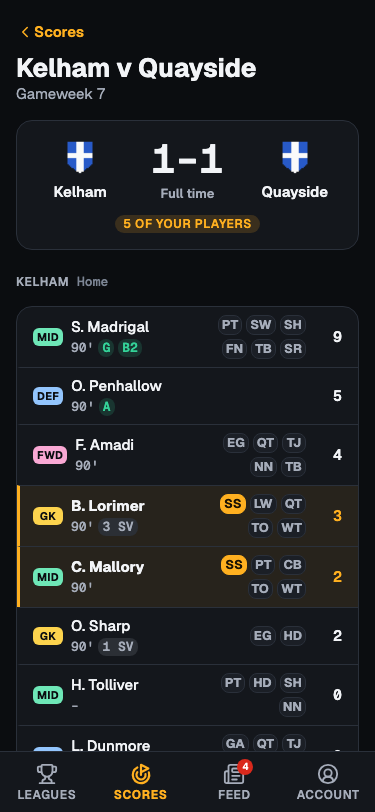 Scores
Kelham v Quayside
Gameweek 7
1–1
Kelham
Full time
Quayside
5 OF YOUR PLAYERS
KELHAM Home
MID S. Madrigal PT SW SH 9
90' G B2 FN TB SR
DEF O. Penhallow 5
90' A
FWD F. Amadi EG QT TJ 4
90' NN TB
GK B. Lorimer SS LW QT 3
90' 3 SV TO WT
MID C. Mallory SS PT CB 2
90' TO WT
GK O. Sharp EG HD 2
90' 1 SV
MID H. Tolliver PT HD SH 0
– NN
L. Dunmore GA QT TJ
4
LEAGUES SCORES FEED ACCOUNT